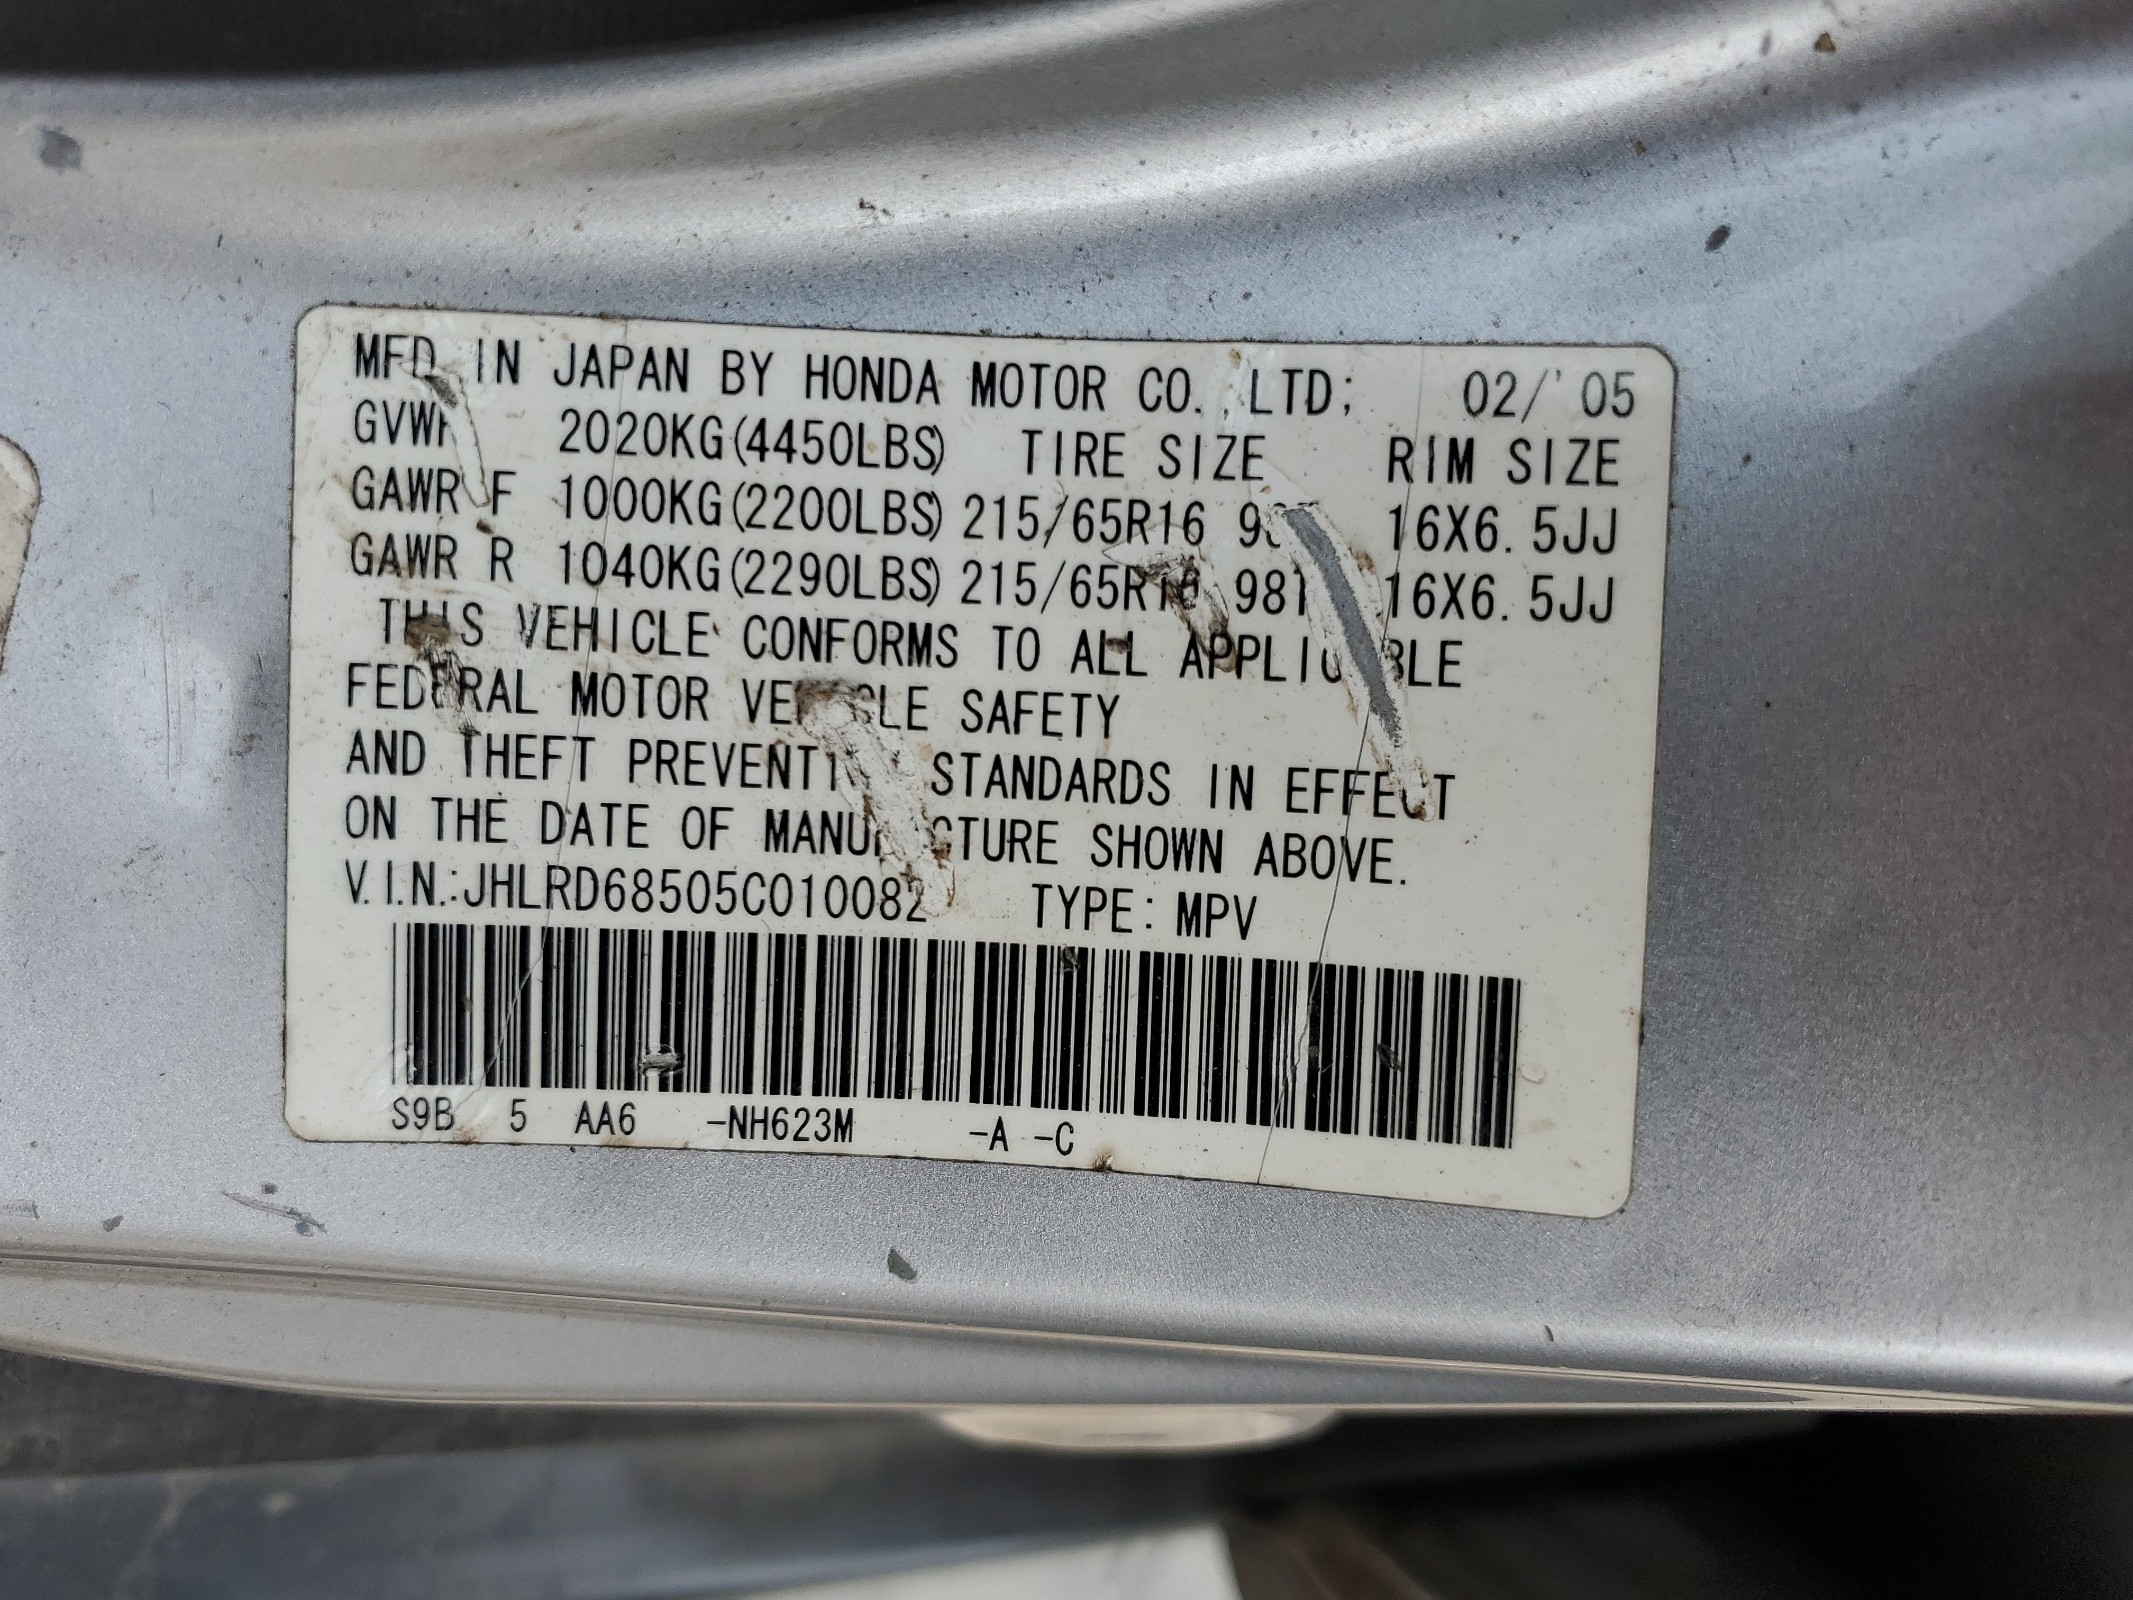 MFD. IN JAPAN BY HONDA MOTOR CO., LTD; 02/'05
GVWR 2020KG(4450LBS) TIRE SIZE RIM SIZE
GAWR F 1000KG(2200LBS) 215/65R16 16X6.5JJ
GAWR R 1040KG(2290LBS) 215/65R16 98T 16X6.5JJ
THIS VEHICLE CONFORMS TO ALL APPLICABLE
FEDERAL MOTOR VEHICLE SAFETY
AND THEFT PREVENTION STANDARDS IN EFFECT
ON THE DATE OF MANUFACTURE SHOWN ABOVE.
V.I.N.:JHLRD68505C010082 TYPE: MPV
S9B 5 AA6 -NH623M -A -C